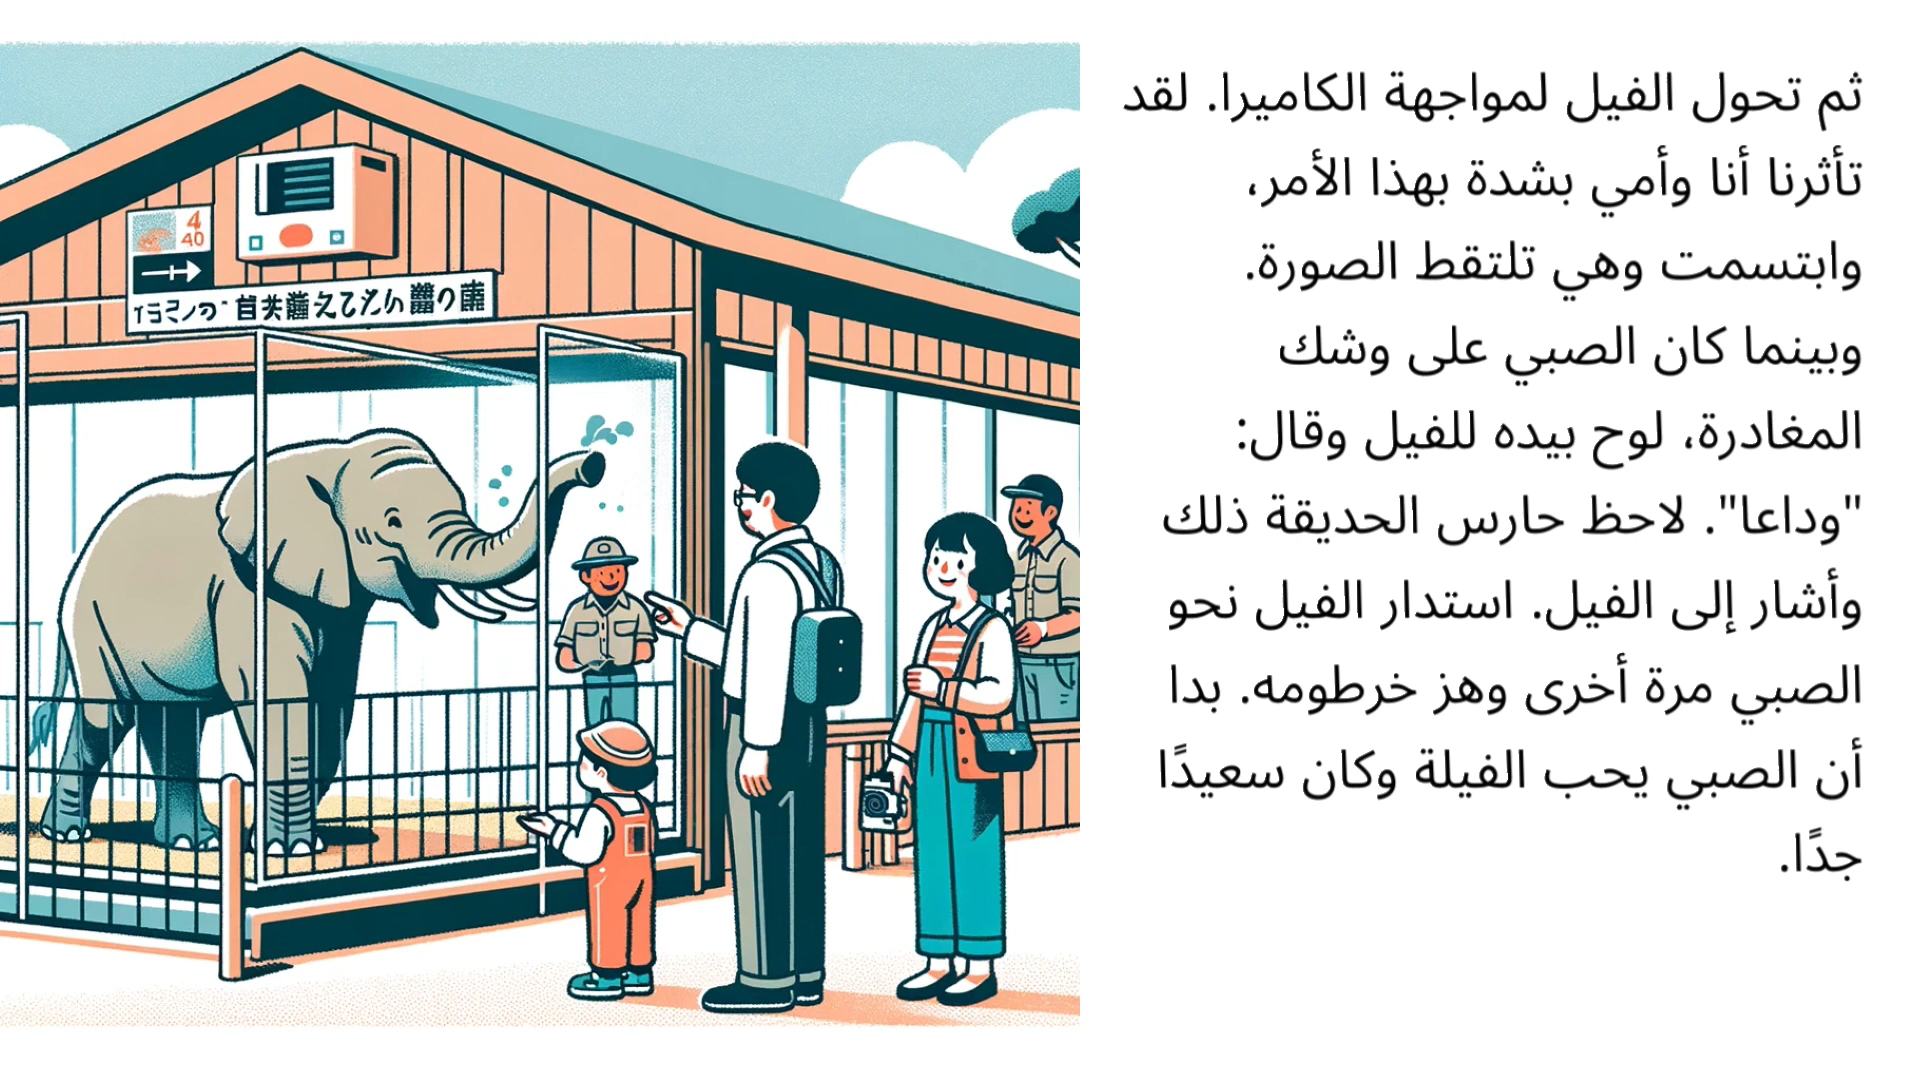 4
40
ثم تحول الفيل لمواجهة الكاميرا. لقد
تأثرنا أنا وأمي بشدة بهذا الأمر،
وابتسمت وهي تلتقط الصورة.
وبينما كان الصبي على وشك
المغادرة، لوح بيده للفيل وقال:
"وداعا". لاحظ حارس الحديقة ذلك
وأشار إلى الفيل. استدار الفيل نحو
الصبي مرة أخرى وهز خرطومه. بدا
أن الصبي يحب الفيلة وكان سعيدًا
جدًا.